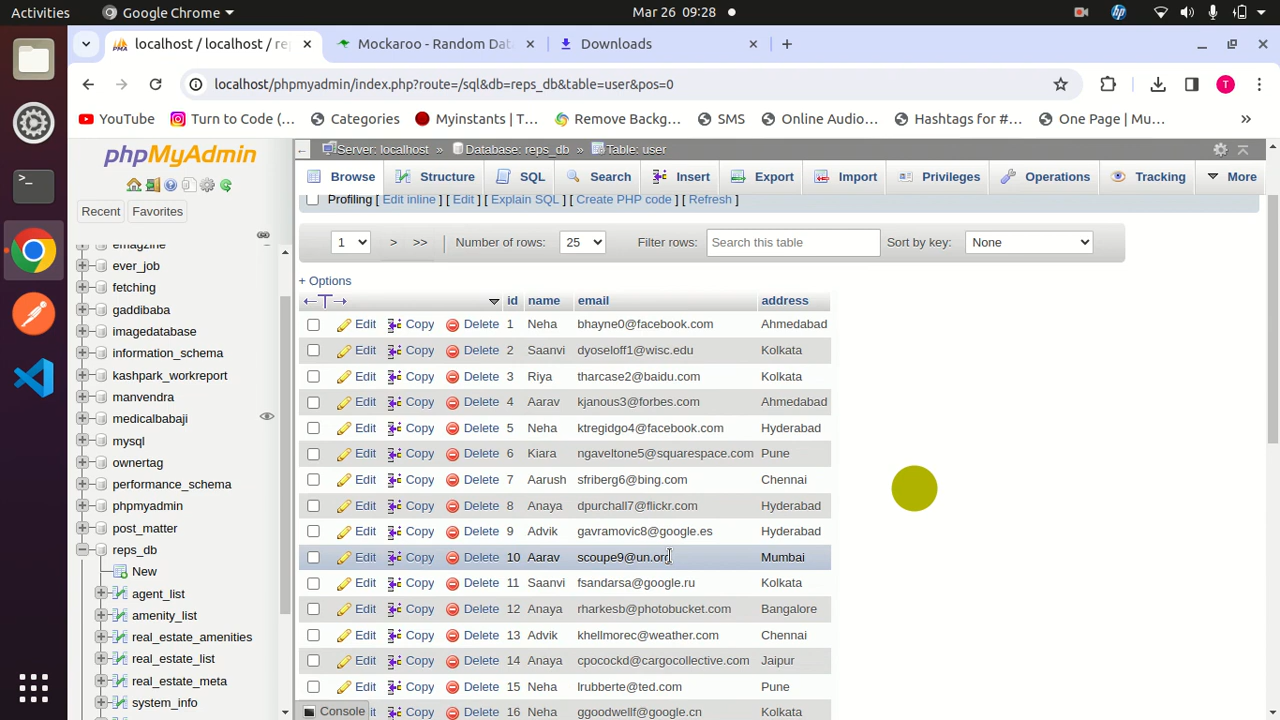 Activities Google Chrome Mar 26 09:28
localhost / localhost / re Mockaroo - Random Dat Downloads
localhost/phpmyadmin/index.php?route=/sql&db=reps_db&table=user&pos=0 T
YouTube Turn to Code (... Categories Myinstants | T... Remove Backg... SMS Online Audio... Hashtags for #... One Page | Mu... »
phpMyAdmin
Recent Favorites
emagzine
ever_job
fetching
gaddibaba
imagedatabase
information_schema
kashpark_workreport
manvendra
medicalbabaji
mysql
ownertag
performance_schema
phpmyadmin
post_matter
reps_db
New
agent_list
amenity_list
real_estate_amenities
real_estate_list
real_estate_meta
system_info
Server: localhost » Database: reps_db » Table: user
Browse Structure SQL Search Insert Export Import Privileges Operations Tracking More
Profiling [ Edit inline ] [ Edit ] [ Explain SQL ] [ Create PHP code ] [ Refresh ]
1 > >> Number of rows: 25 Filter rows: Search this table Sort by key: None
+ Options
id name email address
Edit Copy Delete 1 Neha bhayne0@facebook.com Ahmedabad
Edit Copy Delete 2 Saanvi dyoseloff1@wisc.edu Kolkata
Edit Copy Delete 3 Riya tharcase2@baidu.com Kolkata
Edit Copy Delete 4 Aarav kjanous3@forbes.com Ahmedabad
Edit Copy Delete 5 Neha ktregidgo4@facebook.com Hyderabad
Edit Copy Delete 6 Kiara ngaveltone5@squarespace.com Pune
Edit Copy Delete 7 Aarush sfriberg6@bing.com Chennai
Edit Copy Delete 8 Anaya dpurchall7@flickr.com Hyderabad
Edit Copy Delete 9 Advik gavramovic8@google.es Hyderabad
Edit Copy Delete 10 Aarav scoupe9@un.org Mumbai
Edit Copy Delete 11 Saanvi fsandarsa@google.ru Kolkata
Edit Copy Delete 12 Anaya rharkesb@photobucket.com Bangalore
Edit Copy Delete 13 Advik khellmorec@weather.com Chennai
Edit Copy Delete 14 Anaya cpocockd@cargocollective.com Jaipur
Edit Copy Delete 15 Neha lrubberte@ted.com Pune
Console Copy Delete 16 Neha ggoodwellf@google.cn Kolkata